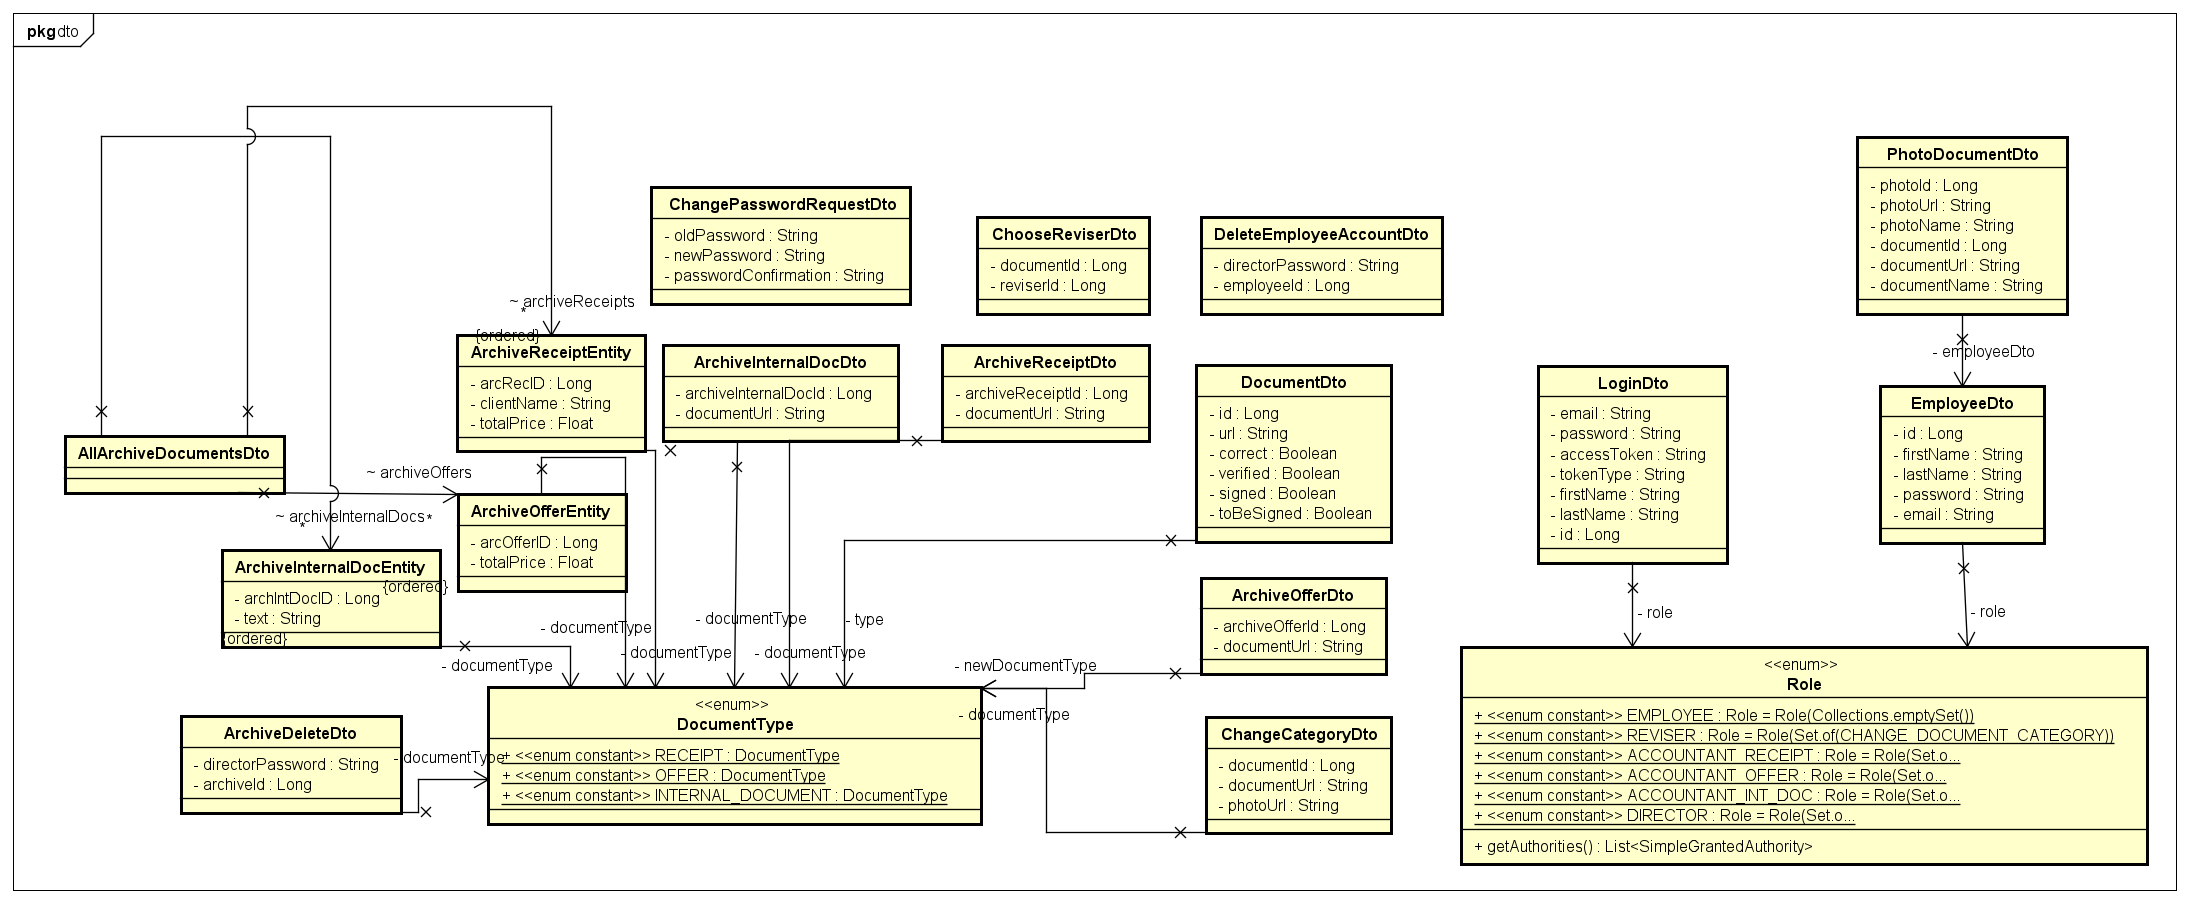 pkg dto
PhotoDocumentDto
- photoId : Long
- photoUrl : String
- photoName : String
- documentId : Long
- documentUrl : String
- documentName : String
ChangePasswordRequestDto
- oldPassword : String
- newPassword : String
- passwordConfirmation : String
ChooseReviserDto
- documentId : Long
- reviserId : Long
DeleteEmployeeAccountDto
- directorPassword : String
- employeeId : Long
~ archiveReceipts
*
{ordered}
ArchiveReceiptEntity
- arcRecID : Long
- clientName : String
- totalPrice : Float
ArchiveInternalDocDto
- archiveInternalDocId : Long
- documentUrl : String
ArchiveReceiptDto
- archiveReceiptId : Long
- documentUrl : String
DocumentDto
- id : Long
- url : String
- correct : Boolean
- verified : Boolean
- signed : Boolean
- toBeSigned : Boolean
LoginDto
- email : String
- password : String
- accessToken : String
- tokenType : String
- firstName : String
- lastName : String
- id : Long
- employeeDto
EmployeeDto
- id : Long
- firstName : String
- lastName : String
- password : String
- email : String
AllArchiveDocumentsDto
~ archiveOffers
*
{ordered}
~ archiveInternalDocs
*
{ordered}
ArchiveOfferEntity
- arcOfferID : Long
- totalPrice : Float
ArchiveInternalDocEntity
- archIntDocID : Long
- text : String
ArchiveOfferDto
- archiveOfferId : Long
- documentUrl : String
- documentType
- documentType
- type
- role
- role
- documentType
- documentType
- documentType
- newDocumentType
- documentType
- documentType
ArchiveDeleteDto
- directorPassword : String
- archiveId : Long
<<enum>>
DocumentType
+ <<enum constant>> RECEIPT : DocumentType
+ <<enum constant>> OFFER : DocumentType
+ <<enum constant>> INTERNAL_DOCUMENT : DocumentType
ChangeCategoryDto
- documentId : Long
- documentUrl : String
- photoUrl : String
<<enum>>
Role
+ <<enum constant>> EMPLOYEE : Role = Role(Collections.emptySet())
+ <<enum constant>> REVISER : Role = Role(Set.of(CHANGE_DOCUMENT_CATEGORY))
+ <<enum constant>> ACCOUNTANT_RECEIPT : Role = Role(Set.o...
+ <<enum constant>> ACCOUNTANT_OFFER : Role = Role(Set.o...
+ <<enum constant>> ACCOUNTANT_INT_DOC : Role = Role(Set.o...
+ <<enum constant>> DIRECTOR : Role = Role(Set.o...
+ getAuthorities() : List<SimpleGrantedAuthority>